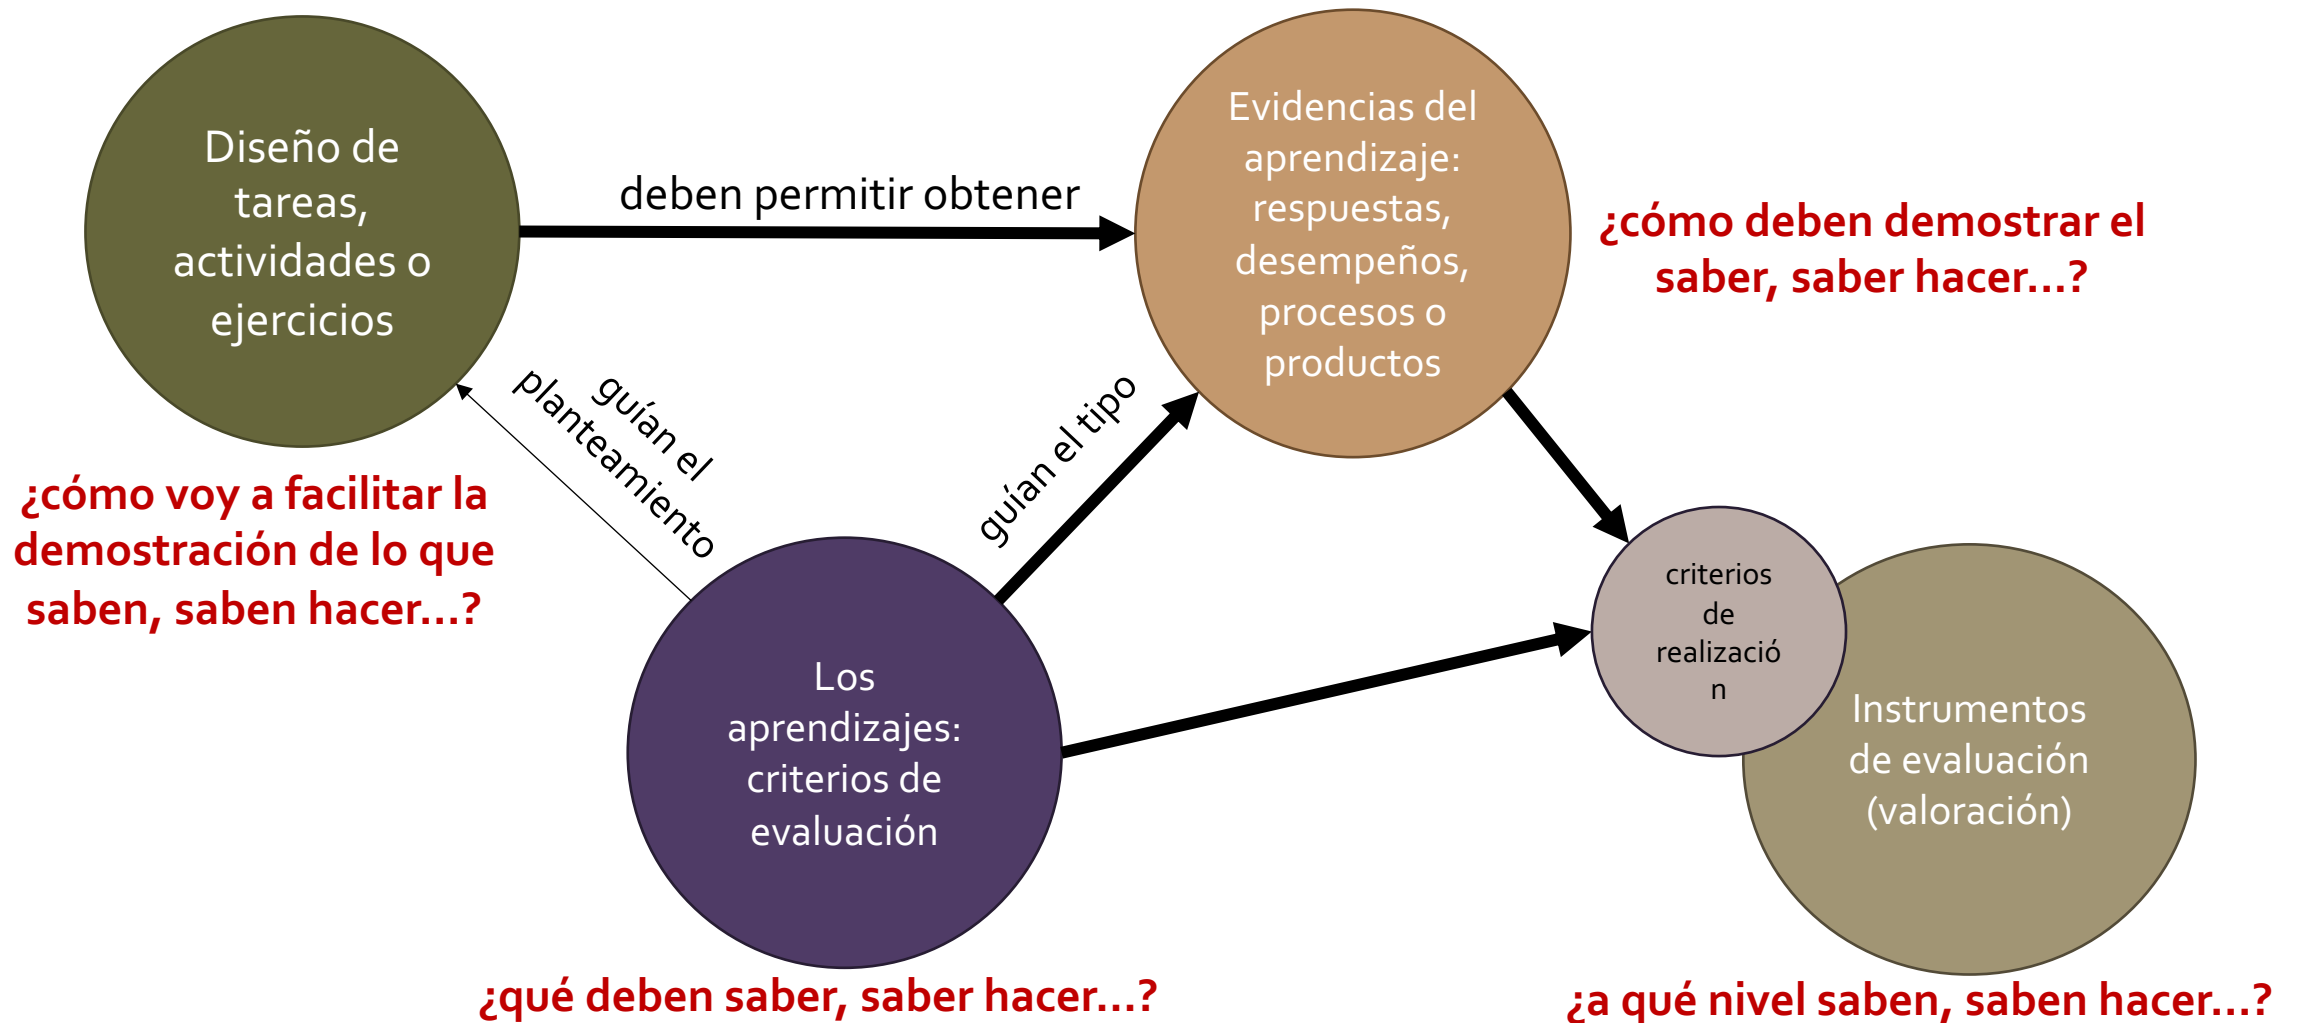 Diseño de
tareas,
actividades o
ejercicios
deben permitir obtener
Evidencias del
aprendizaje:
respuestas,
desempeños,
procesos o
productos
¿cómo deben demostrar el
saber, saber hacer...?
guían el
planteamiento
guían el tipo
¿cómo voy a facilitar la
demostración de lo que
saben, saben hacer...?
Los
aprendizajes:
criterios de
evaluación
criterios
de
realizació
n
Instrumentos
de evaluación
(valoración)
¿qué deben saber, saber hacer...?
¿a qué nivel saben, saben hacer...?